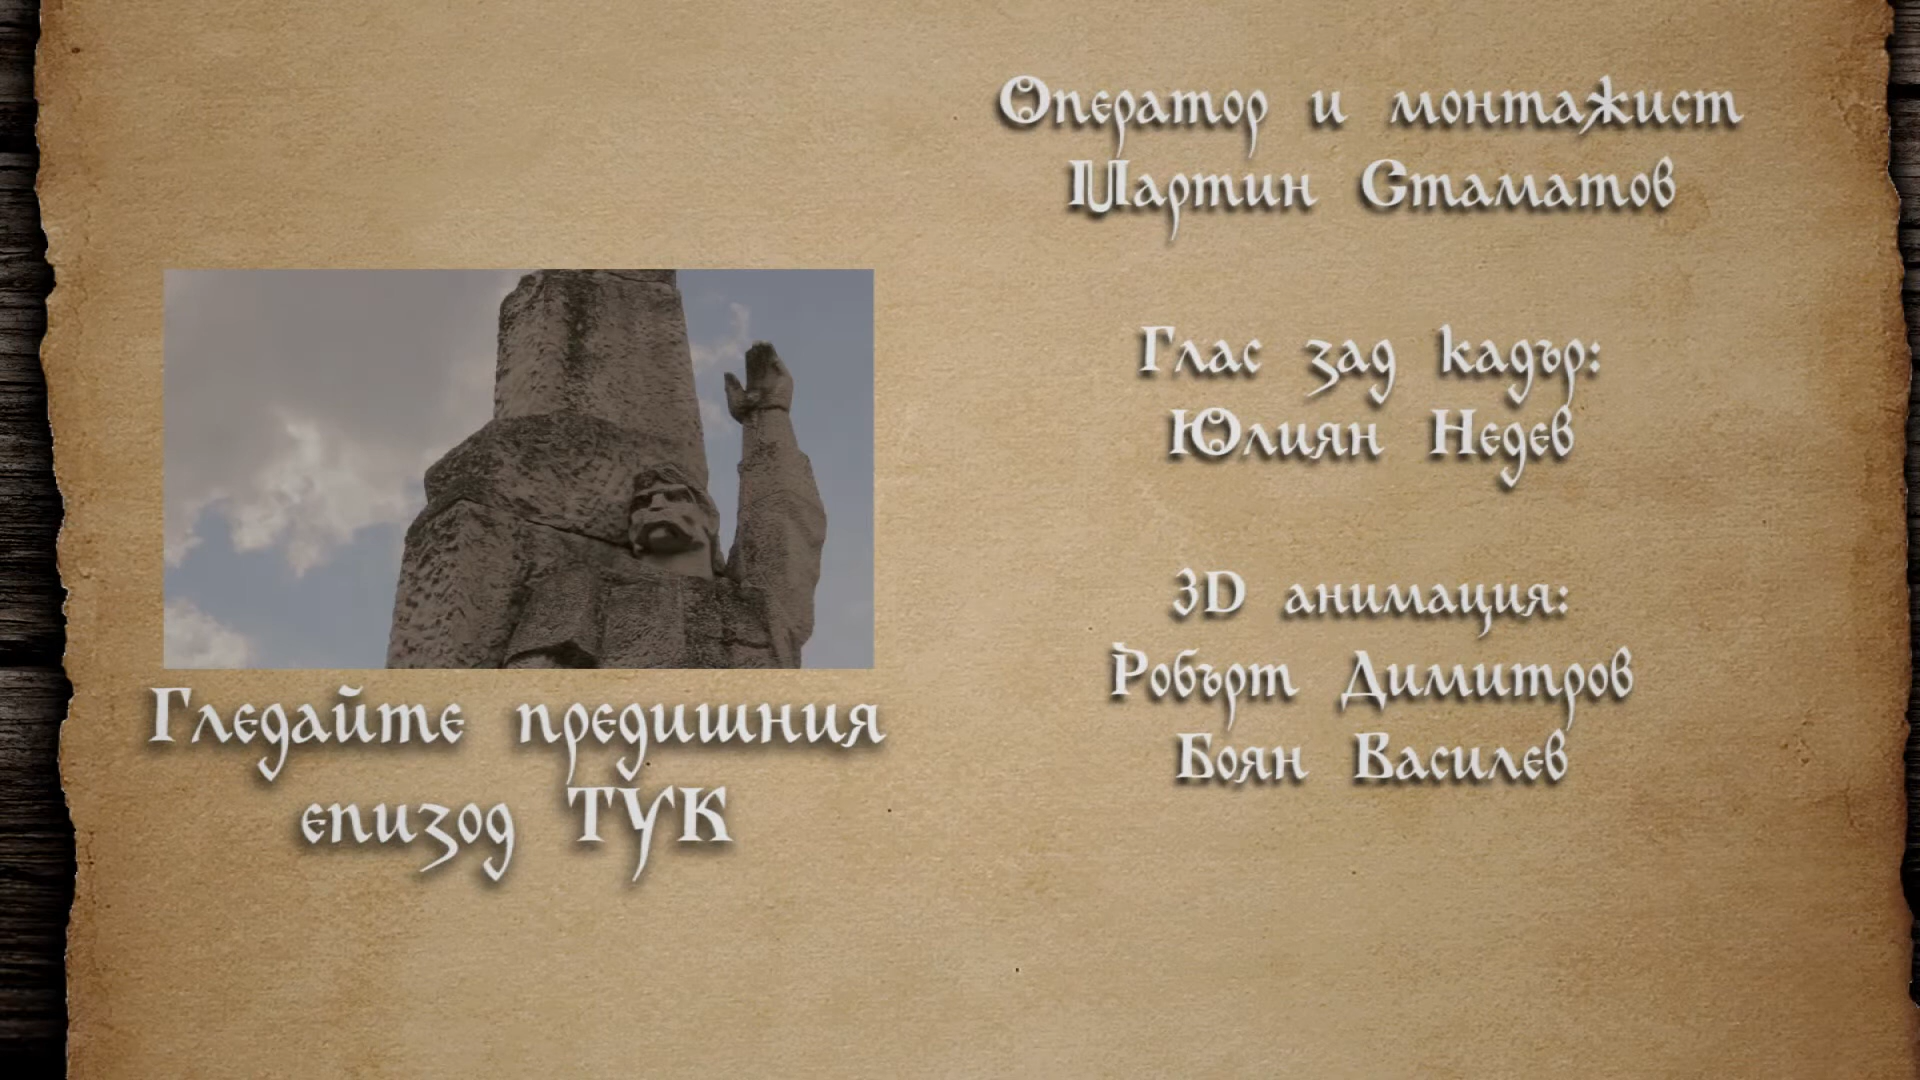 Оператор и монтажист
Мартин Стаматов
Глас зад кадър:
Юлиян Недев
3D анимация:
Робърт Димитров
Боян Василев
Гледайте предишния
епизод ТУК